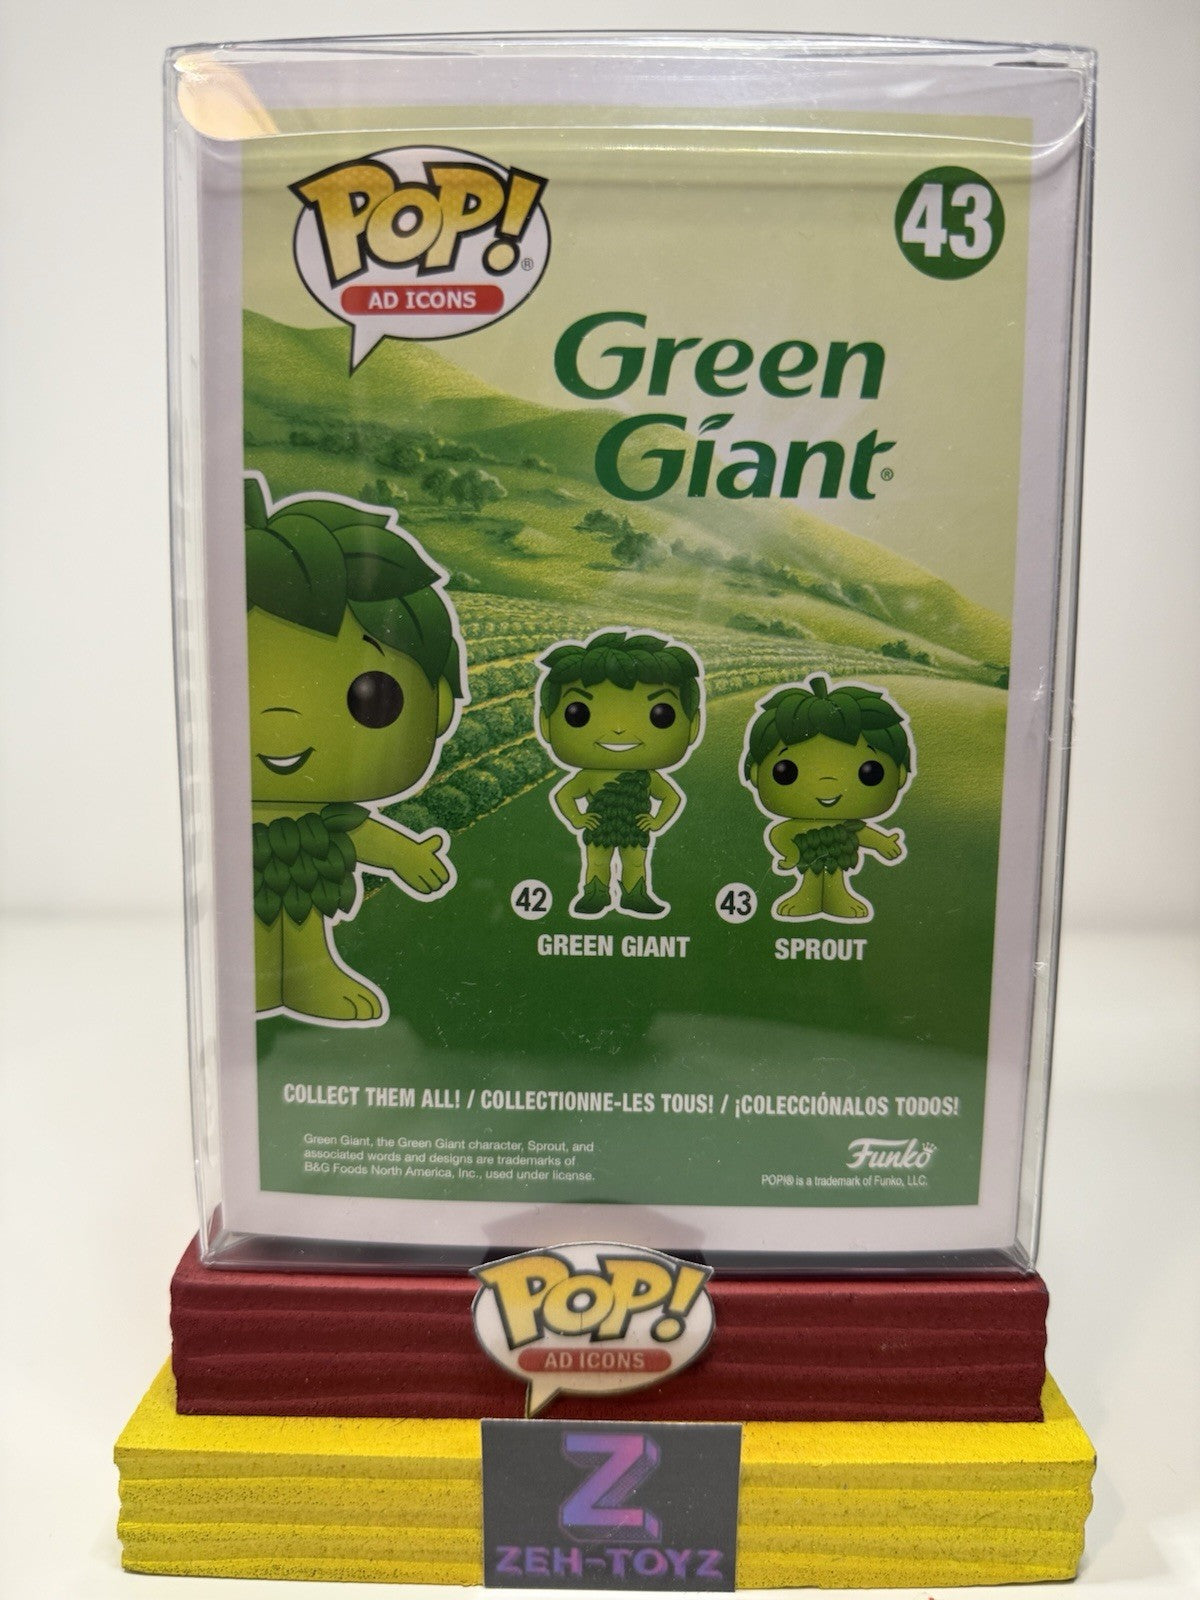 POP!®
AD ICONS
43
Green
Giant®
42
GREEN GIANT
43
SPROUT
COLLECT THEM ALL! / COLLECTIONNE-LES TOUS! / ¡COLECCIÓNALOS TODOS!
Green Giant, the Green Giant character, Sprout, and
associated words and designs are trademarks of
B&G Foods North America, Inc., used under license.
Funko
POP!® is a trademark of Funko, LLC.
POP!
AD ICONS
Z
ZEH-TOYZ